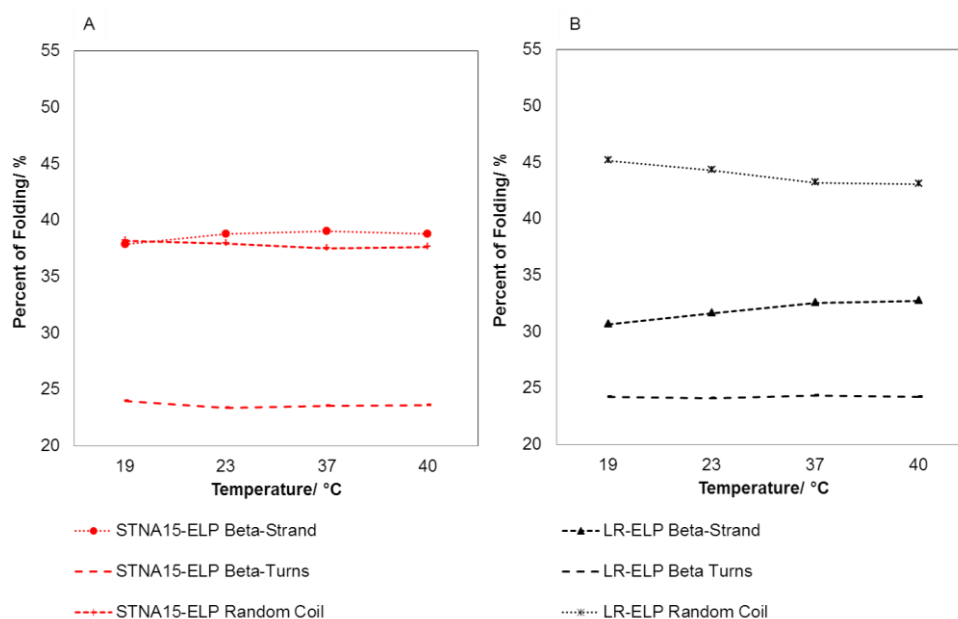 A
B
Percent of Folding/ %
55
50
45
40
35
30
25
20
19 23 37 40
Temperature/ °C
Percent of Folding/ %
55
50
45
40
35
30
25
20
19 23 37 40
Temperature/ °C
STNA15-ELP Beta-Strand
STNA15-ELP Beta-Turns
STNA15-ELP Random Coil
LR-ELP Beta-Strand
LR-ELP Beta Turns
LR-ELP Random Coil